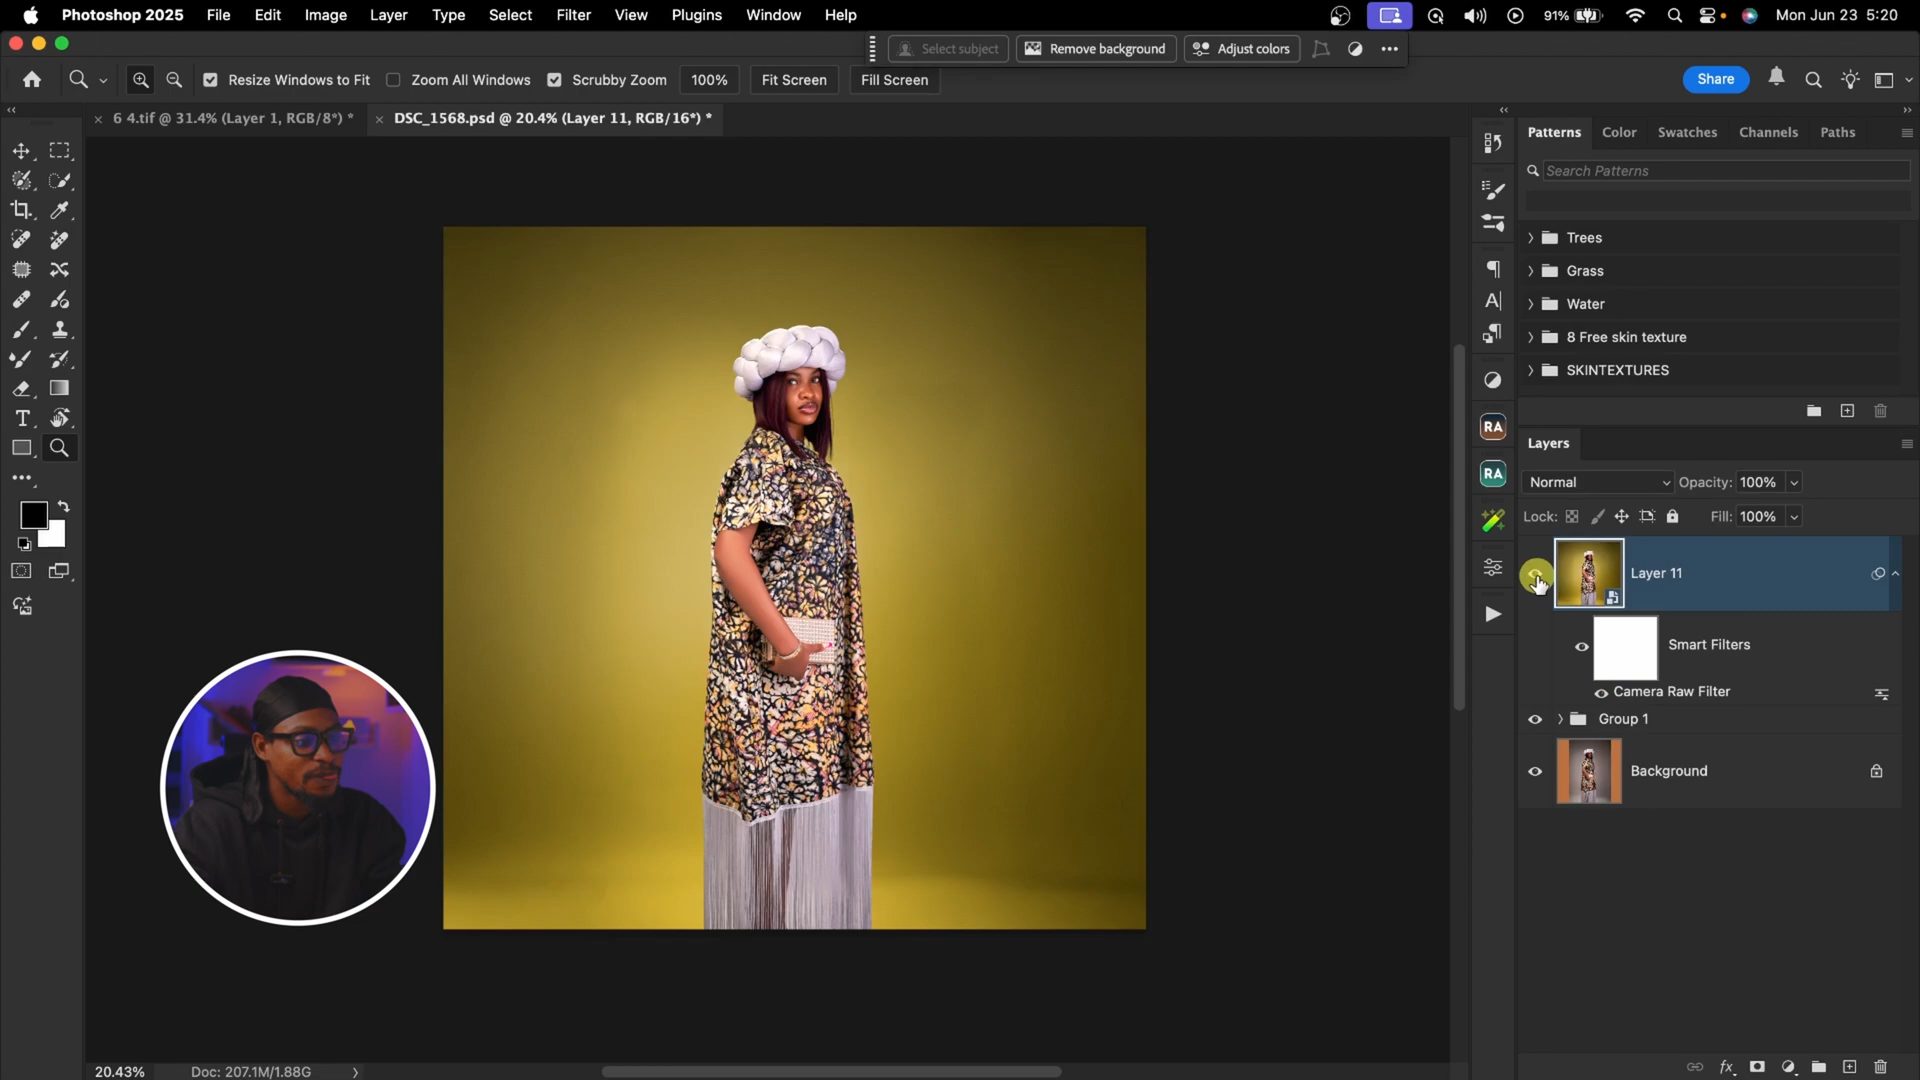 Photoshop 2025 File Edit Image Layer Type Select Filter View Plugins Window Help 91% Mon Jun 23 5:20
Select subject Remove background Adjust colors
Resize Windows to Fit Zoom All Windows Scrubby Zoom 100% Fit Screen Fill Screen Share
6 4.tif @ 31.4% (Layer 1, RGB/8*) * DSC_1568.psd @ 20.4% (Layer 11, RGB/16*) *
Patterns Color Swatches Channels Paths
Search Patterns
Trees
Grass
Water
8 Free skin texture
SKINTEXTURES
RA
Layers
RA
Normal Opacity: 100%
Lock: Fill: 100%
Layer 11
Smart Filters
Camera Raw Filter
Group 1
Background
20.43% Doc: 207.1M/1.88G